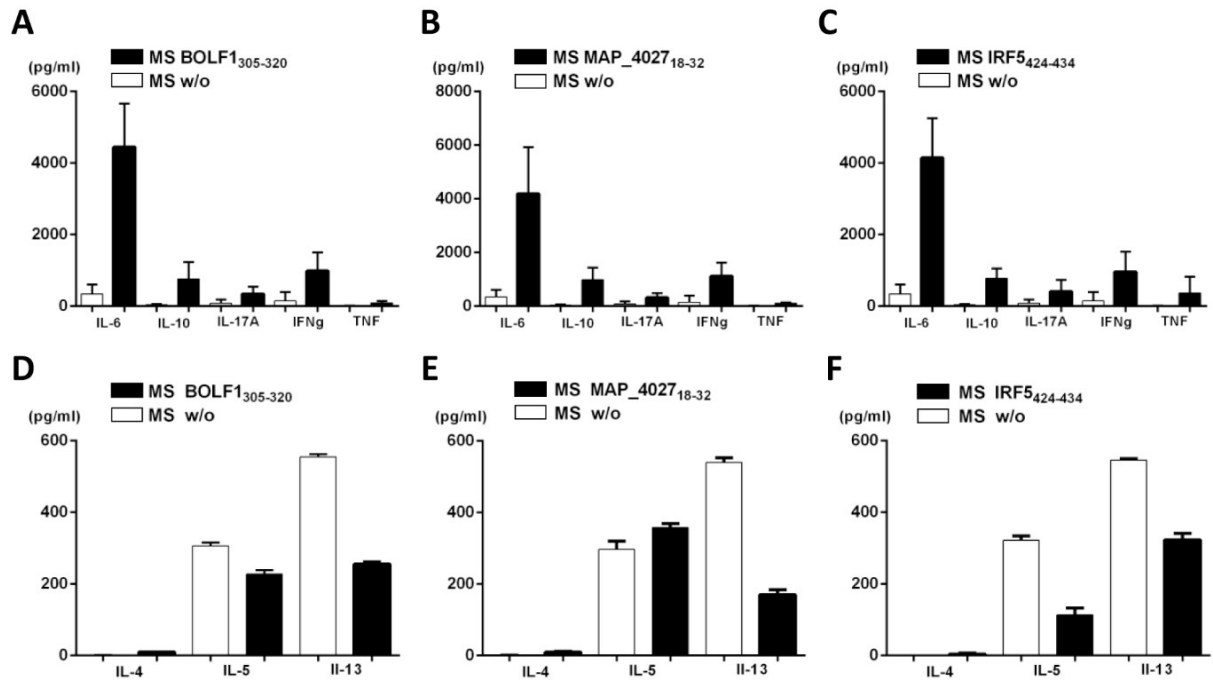 A
MS BOLF1305-320
MS w/o
(pg/ml)
6000
4000
2000
0
IL-6 IL-10 IL-17A IFNg TNF
B
MS MAP_402718-32
MS w/o
(pg/ml)
8000
6000
4000
2000
0
IL-6 IL-10 IL-17A IFNg TNF
C
MS IRF5424-434
MS w/o
(pg/ml)
6000
4000
2000
0
IL-6 IL-10 IL-17A IFNg TNF
D
MS BOLF1305-320
MS w/o
(pg/ml)
600
400
200
0
IL-4 IL-5 Il-13
E
MS MAP_402718-32
MS w/o
(pg/ml)
600
400
200
0
IL-4 IL-5 Il-13
F
MS IRF5424-434
MS w/o
(pg/ml)
600
400
200
0
IL-4 IL-5 Il-13